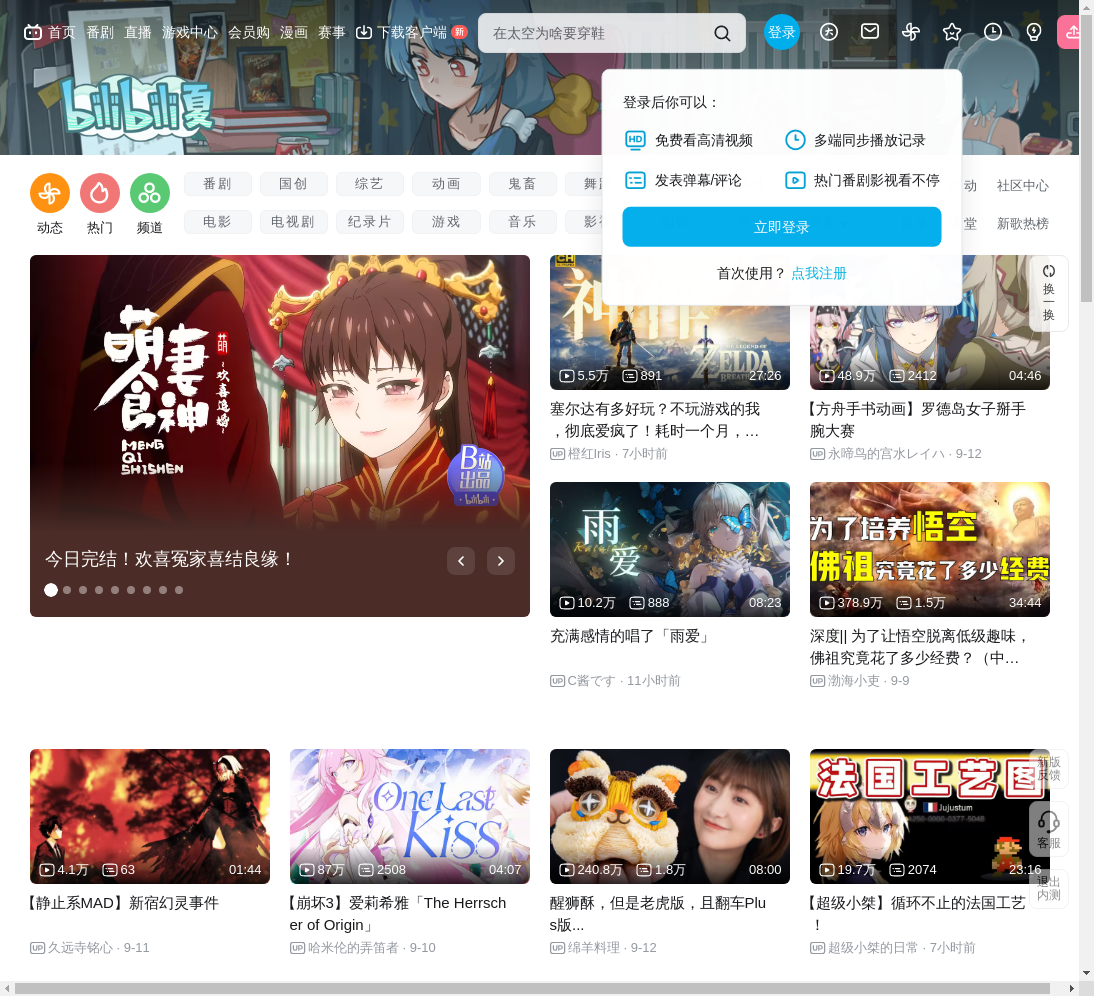 首页 番剧 直播 游戏中心 会员购 漫画 赛事 下载客户端 新 在太空为啥要穿鞋 登录
bilibili夏
登录后你可以：
HD 免费看高清视频 多端同步播放记录
发表弹幕/评论 热门番剧影视看不停
立即登录
首次使用？ 点我注册
动态 热门 频道
番剧 国创 综艺 动画 鬼畜 动 社区中心
电影 电视剧 纪录片 游戏 音乐 堂 新歌热榜
换一换
萌妻食神
萌
·欢喜追婚·
MENG
QI
SHISHEN
B站
出品
bilibili
今日完结！欢喜冤家喜结良缘！
神作
THE LEGEND OF
ZELDA
5.5万 891 27:26
塞尔达有多好玩？不玩游戏的我
，彻底爱疯了！耗时一个月，…
UP 橙红Iris · 7小时前
48.9万 2412 04:46
【方舟手书动画】罗德岛女子掰手
腕大赛
UP 永啼鸟的宫水レイハ · 9-12
雨
爱
10.2万 888 08:23
充满感情的唱了「雨爱」
UP C酱です · 11小时前
为了培养悟空
佛祖究竟花了多少经费
378.9万 1.5万 34:44
深度|| 为了让悟空脱离低级趣味，
佛祖究竟花了多少经费？（中…
UP 渤海小吏 · 9-9
4.1万 63 01:44
【静止系MAD】新宿幻灵事件
UP 久远寺铭心 · 9-11
One Last
Kiss
87万 2508 04:07
【崩坏3】爱莉希雅「The Herrsch
er of Origin」
UP 哈米伦的弄笛者 · 9-10
240.8万 1.8万 08:00
醒狮酥，但是老虎版，且翻车Plu
s版...
UP 绵羊料理 · 9-12
法国工艺图
Jujustum
19.7万 2074 23:16
【超级小桀】循环不止的法国工艺
！
UP 超级小桀的日常 · 7小时前
新版
反馈
客服
退出
内测